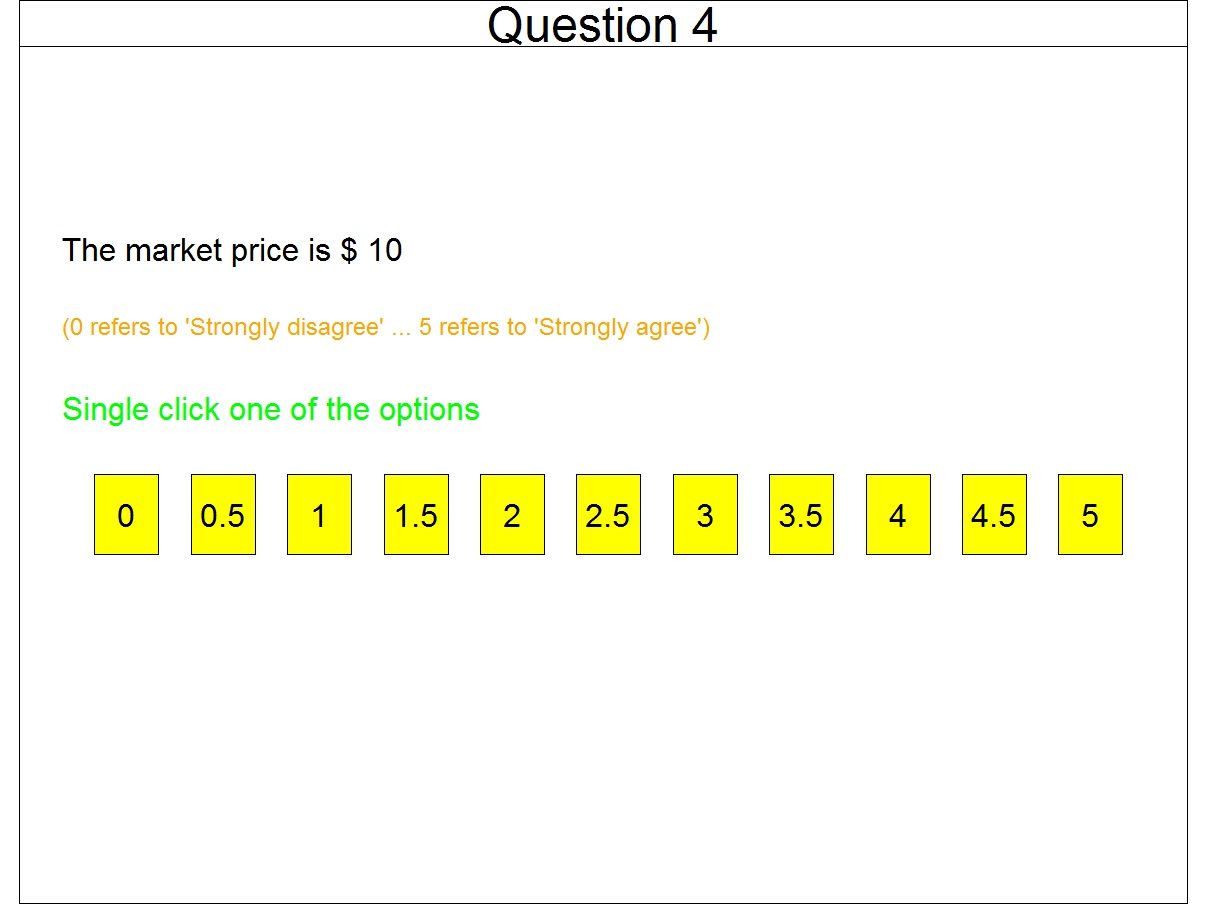 Question 4
The market price is $ 10
(0 refers to 'Strongly disagree' ... 5 refers to 'Strongly agree')
Single click one of the options
0 0.5 1 1.5 2 2.5 3 3.5 4 4.5 5